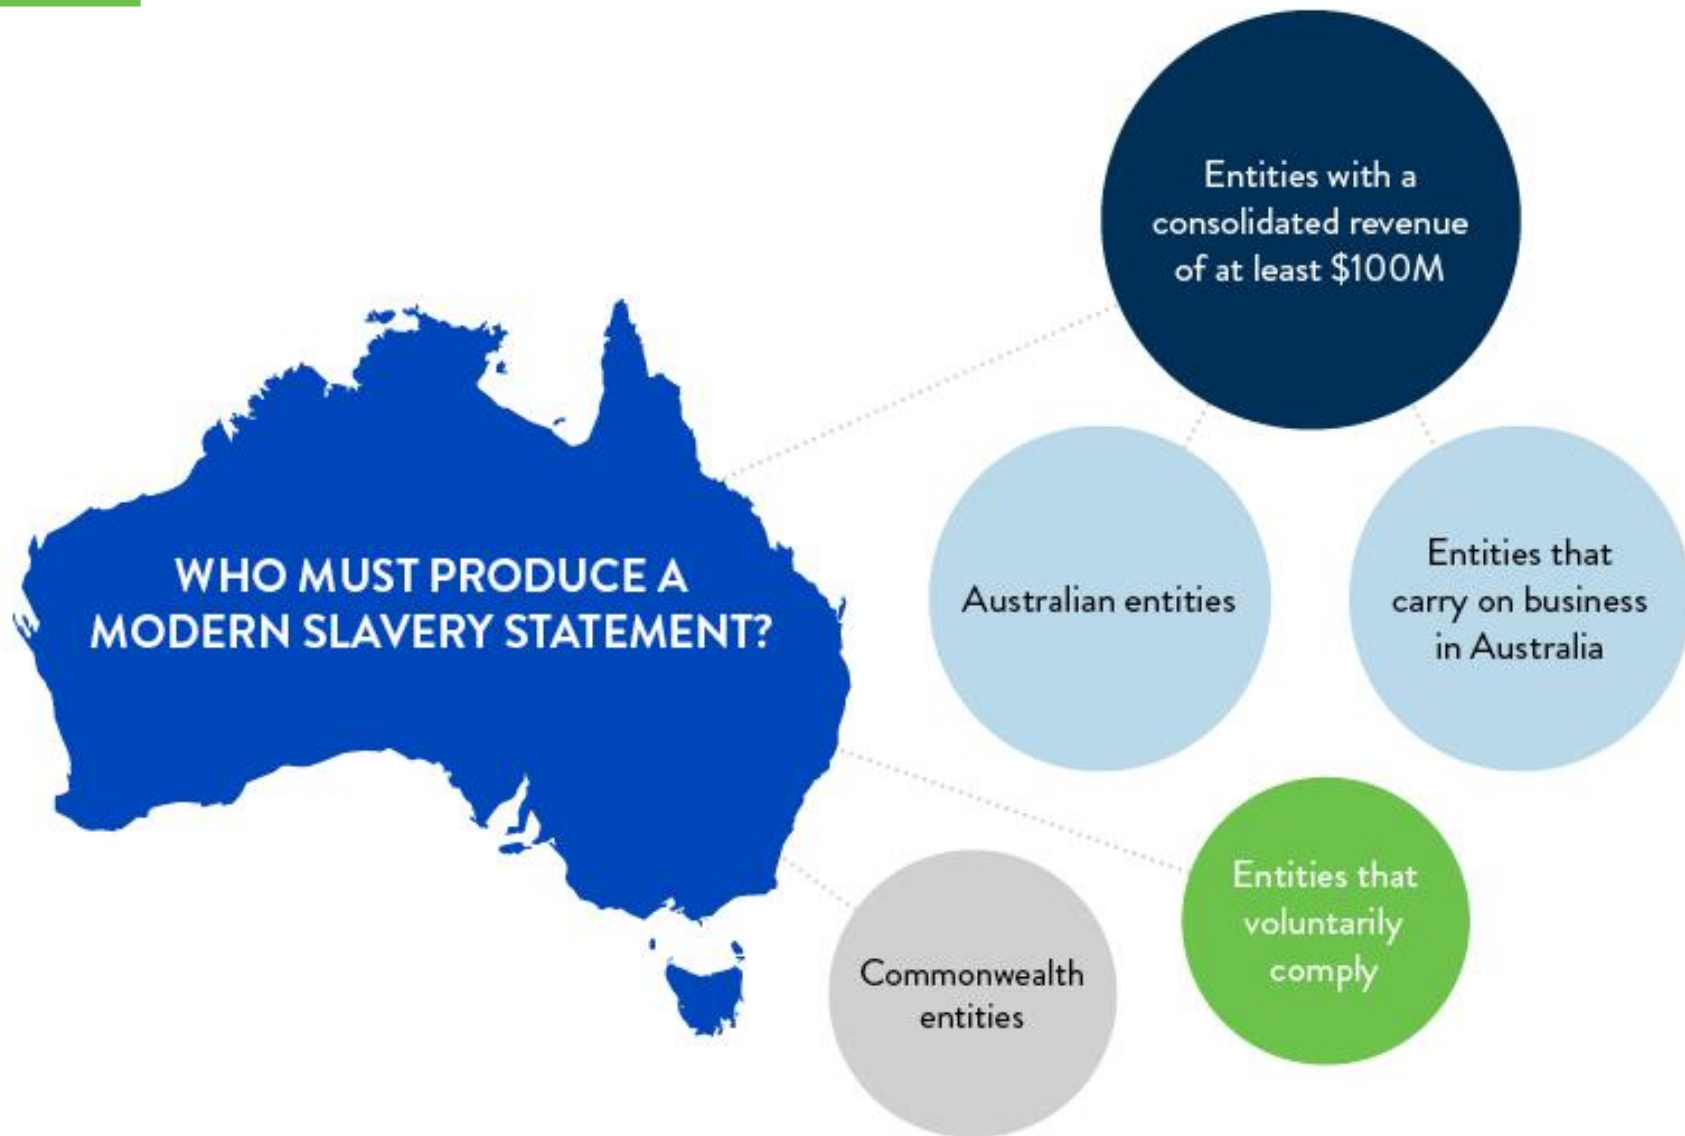 WHO MUST PRODUCE A
MODERN SLAVERY STATEMENT?
Entities with a
consolidated revenue
of at least $100M
Australian entities
Entities that
carry on business
in Australia
Entities that
voluntarily
comply
Commonwealth
entities